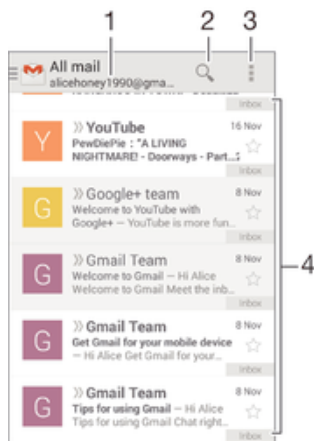 1
2
3
All mail
alicehoney1990@gma...
Inbox
Y
YouTube
16 Nov
PewDiePie : "A LIVING
NIGHTMARE! - Doorways - Part...
Inbox
G
Google+ team
8 Nov
Welcome to YouTube with
Google+ — YouTube is more fun...
Inbox
G
Gmail Team
8 Nov
Welcome to Gmail — Hi Alice
Welcome to Gmail Meet the inb...
Inbox
4
G
Gmail Team
8 Nov
Get Gmail for your mobile device
— Hi Alice Get Gmail for your...
Inbox
G
Gmail Team
8 Nov
Tips for using Gmail — Hi Alice
Tips for using Gmail Chat right...
Inbox